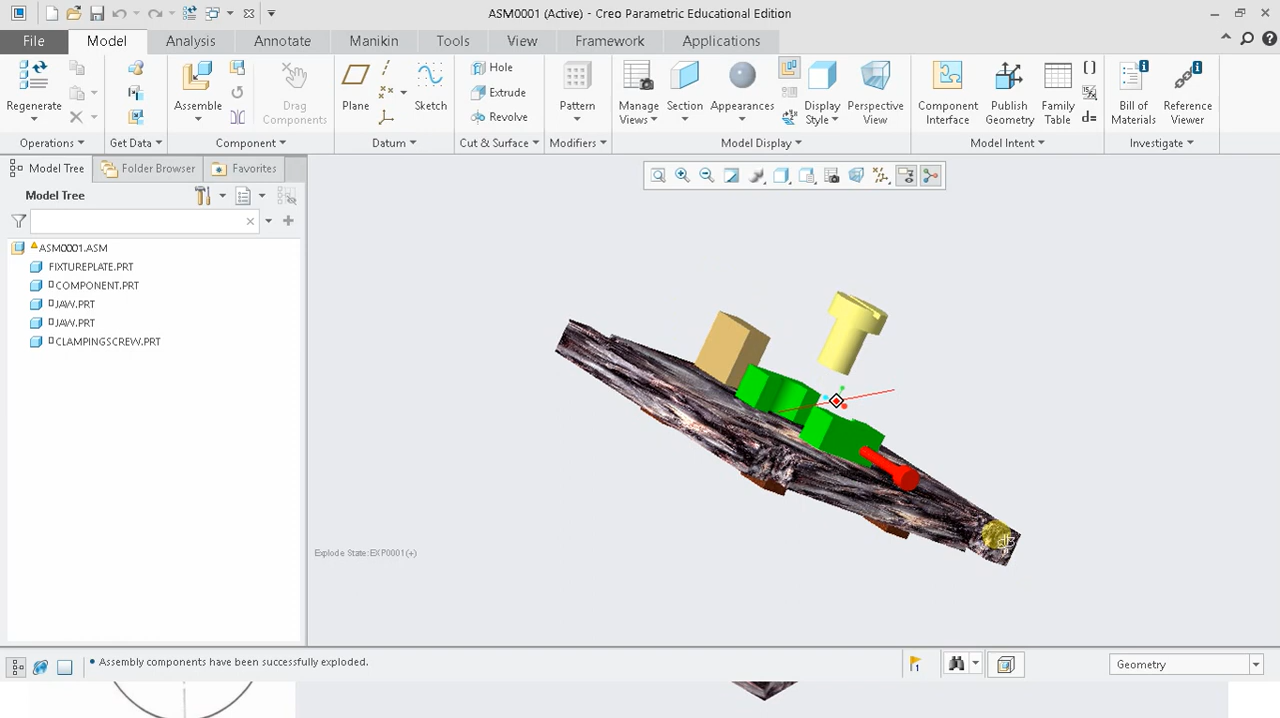 ASM0001 (Active) - Creo Parametric Educational Edition
File Model Analysis Annotate Manikin Tools View Framework Applications
Regenerate
Assemble
Drag Components
Plane
Sketch
Hole
Extrude
Revolve
Pattern
Manage Views
Section
Appearances
Display Style
Perspective View
Component Interface
Publish Geometry
Family Table
d=
Bill of Materials
Reference Viewer
Operations Get Data Component Datum Cut & Surface Modifiers Model Display Model Intent Investigate
Model Tree Folder Browser Favorites
Model Tree
ASM0001.ASM
FIXTUREPLATE.PRT
COMPONENT.PRT
JAW.PRT
JAW.PRT
CLAMPINGSCREW.PRT
Explode State:EXP0001(+)
• Assembly components have been successfully exploded.
1
Geometry